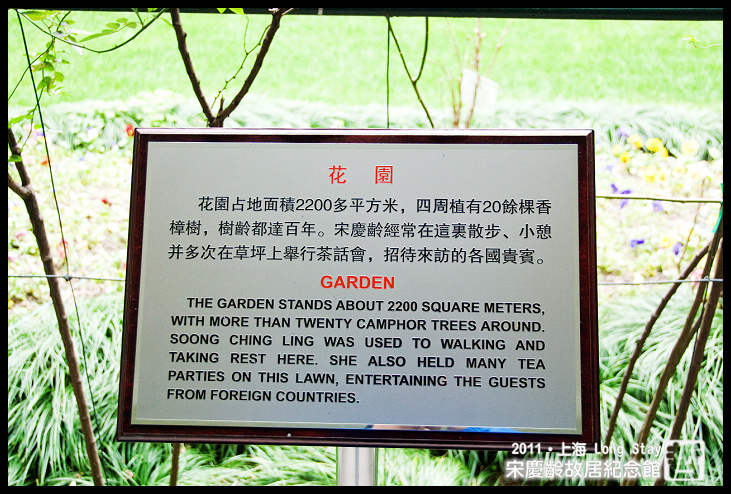 花 園
花園占地面積2200多平方米，四周植有20餘棵香
樟樹，樹齡都達百年。宋慶齡經常在這裏散步、小憩
并多次在草坪上舉行茶話會，招待來訪的各國貴賓。
GARDEN
THE GARDEN STANDS ABOUT 2200 SQUARE METERS,
WITH MORE THAN TWENTY CAMPHOR TREES AROUND.
SOONG CHING LING WAS USED TO WALKING AND
TAKING REST HERE. SHE ALSO HELD MANY TEA
PARTIES ON THIS LAWN, ENTERTAINING THE GUESTS
FROM FOREIGN COUNTRIES.
2011・上海 Long Stay
宋慶齡故居紀念館